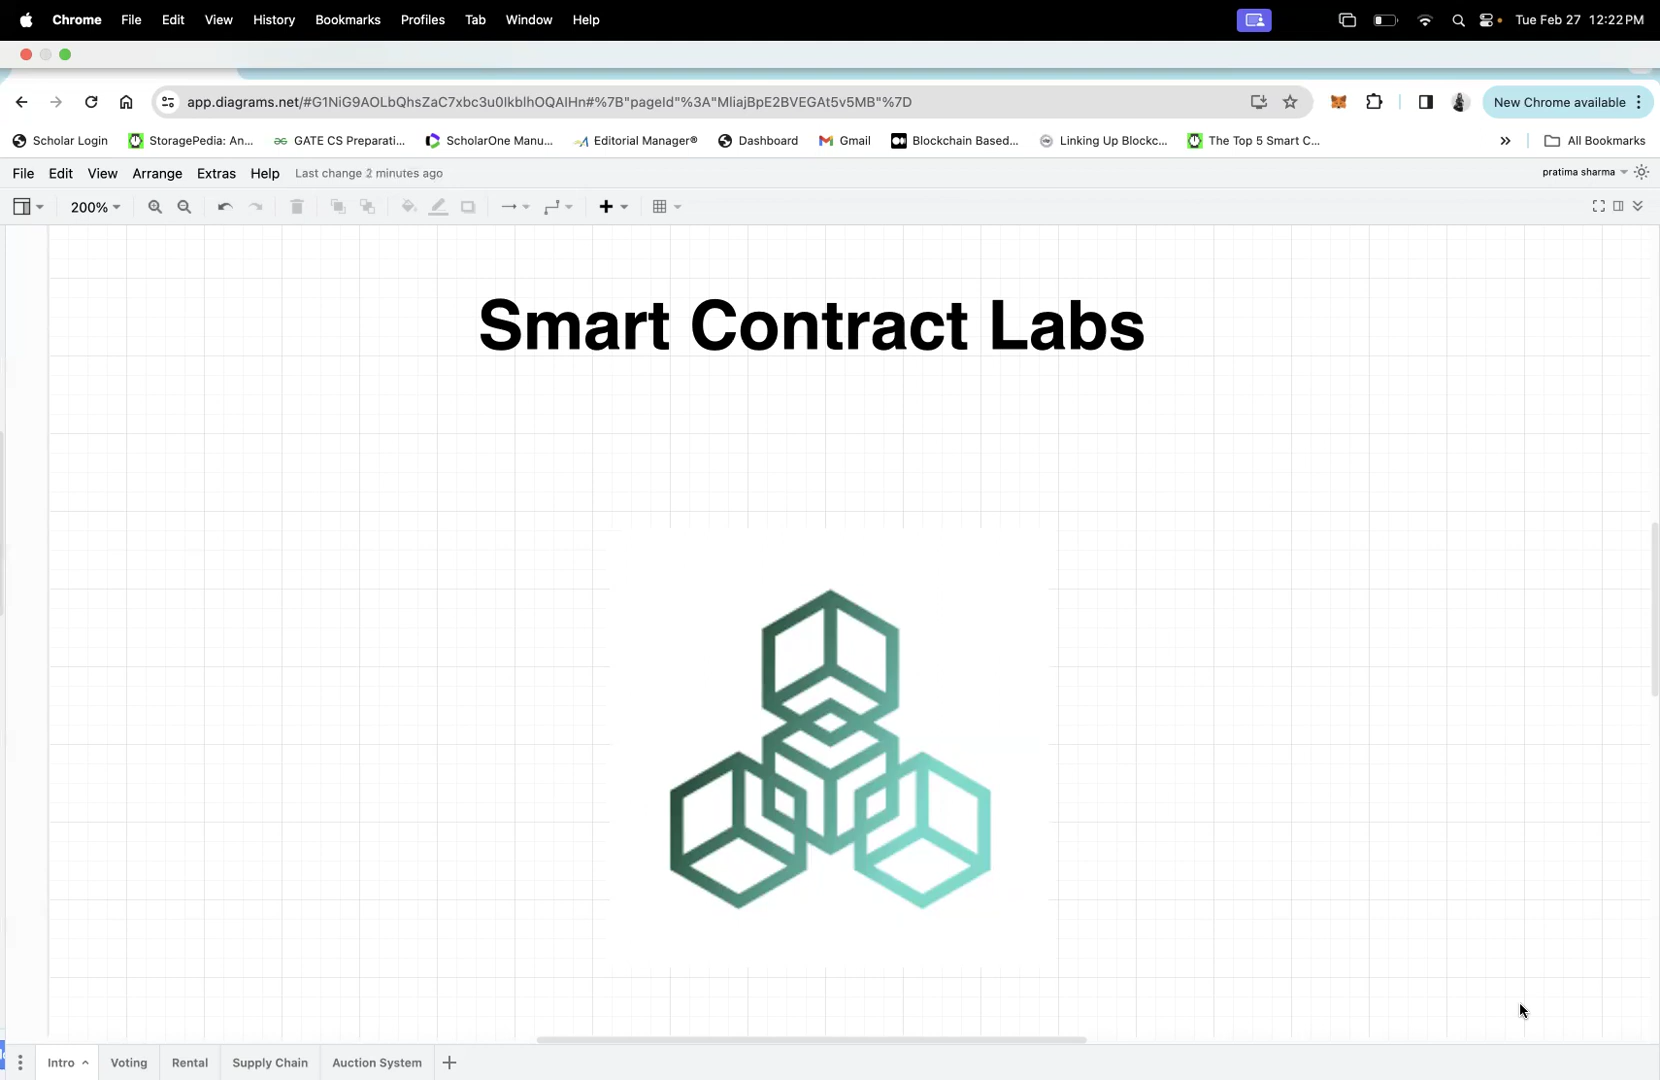 Chrome File Edit View History Bookmarks Profiles Tab Window Help Tue Feb 27 12:22 PM
app.diagrams.net/#G1NiG9AOLbQhsZaC7xbc3u0IkblhOQAIHn#%7B"pageId"%3A"MliajBpE2BVEGAt5v5MB"%7D New Chrome available
Scholar Login StoragePedia: An... GATE CS Preparati... ScholarOne Manu... Editorial Manager® Dashboard Gmail Blockchain Based... Linking Up Blockc... The Top 5 Smart C... » All Bookmarks
File Edit View Arrange Extras Help Last change 2 minutes ago pratima sharma
200%
Smart Contract Labs
Intro Voting Rental Supply Chain Auction System